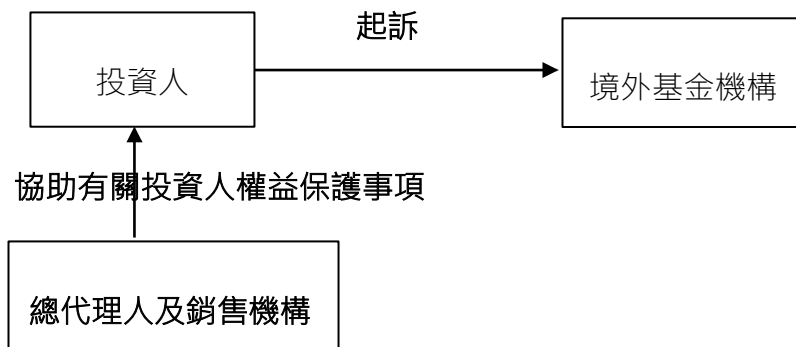 起訴
投資人
境外基金機構
協助有關投資人權益保護事項
總代理人及銷售機構